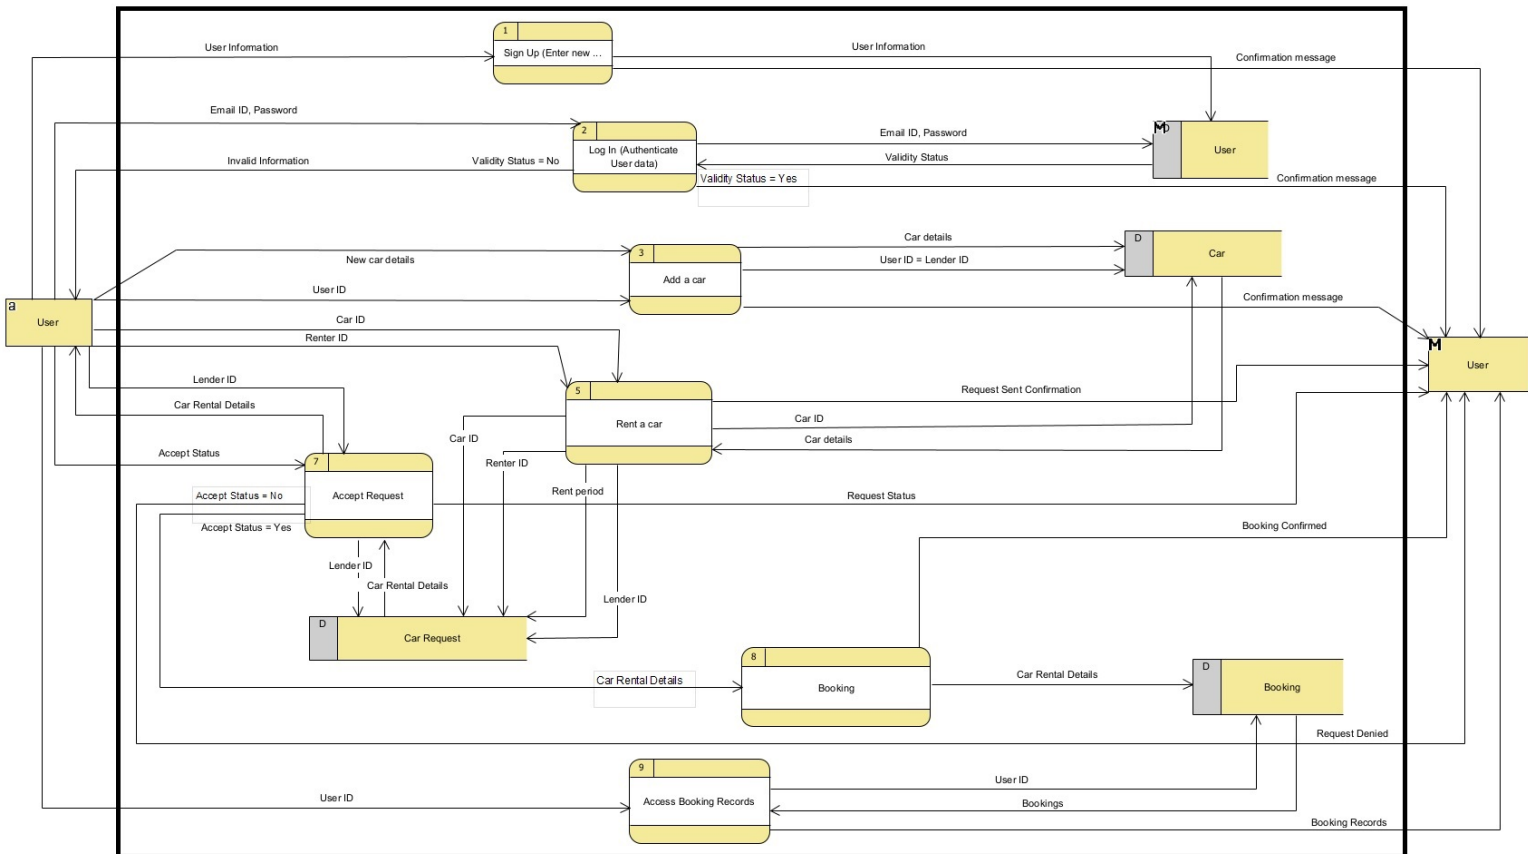 1
Sign Up (Enter new ...
User Information
User Information
Confirmation message
Email ID, Password
2
Log In (Authenticate
User data)
Email ID, Password
Validity Status
Invalid Information
Validity Status = No
Validity Status = Yes
Confirmation message
M
User
New car details
3
Add a car
Car details
User ID = Lender ID
D
Car
User ID
Confirmation message
a
User
Car ID
Renter ID
M
User
Lender ID
Car Rental Details
5
Rent a car
Request Sent Confirmation
Car ID
Car details
Car ID
Renter ID
Rent period
Accept Status
7
Accept Request
Accept Status = No
Accept Status = Yes
Request Status
Booking Confirmed
Lender ID
Car Rental Details
Lender ID
D
Car Request
8
Booking
Car Rental Details
Car Rental Details
D
Booking
Request Denied
9
Access Booking Records
User ID
User ID
Bookings
Booking Records